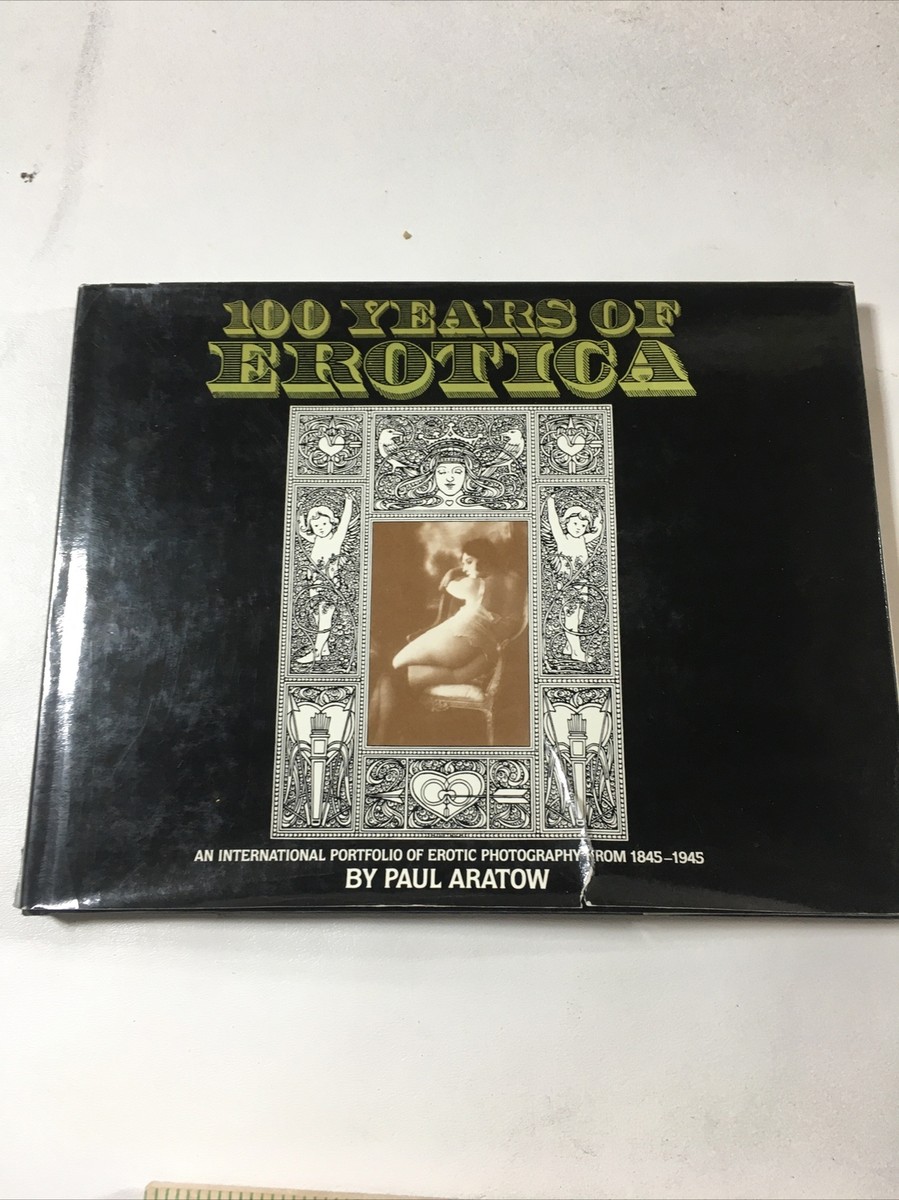 100 YEARS OF
EROTICA
AN INTERNATIONAL PORTFOLIO OF EROTIC PHOTOGRAPHY FROM 1845–1945
BY PAUL ARATOW